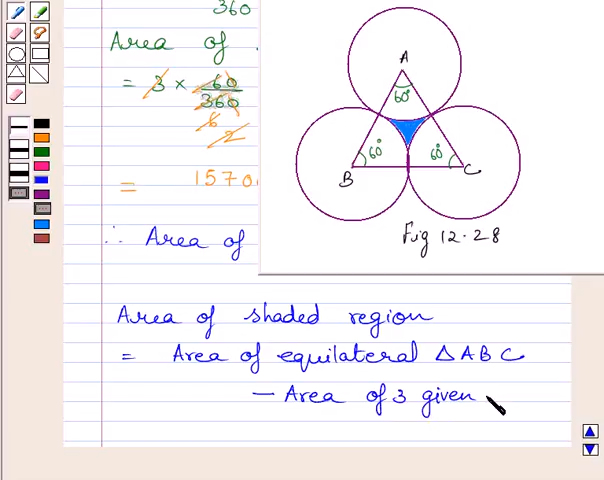 360
Area of
= 3 × 60
360
6
2
= 1570
∴ Area of
A
60°
B 60° 60° C
Fig 12.28
Area of shaded region
= Area of equilateral △ABC
— Area of 3 given